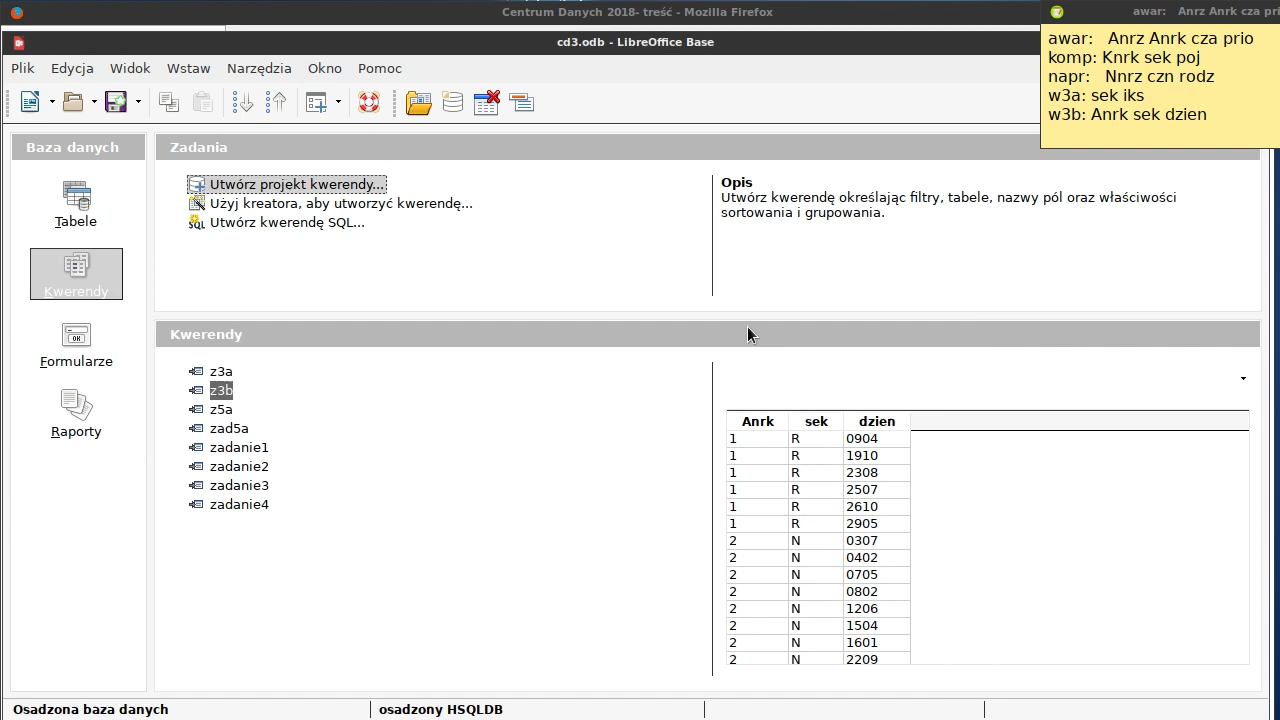 Centrum Danych 2018- treść - Mozilla Firefox
awar: Anrz Anrk cza pri
cd3.odb - LibreOffice Base
awar: Anrz Anrk cza prio
komp: Knrk sek poj
napr: Nnrz czn rodz
w3a: sek iks
w3b: Anrk sek dzien
Plik Edycja Widok Wstaw Narzędzia Okno Pomoc
Baza danych
Tabele
Kwerendy
Formularze
Raporty
Zadania
Utwórz projekt kwerendy...
Użyj kreatora, aby utworzyć kwerendę...
Utwórz kwerendę SQL...
Opis
Utwórz kwerendę określając filtry, tabele, nazwy pól oraz właściwości
sortowania i grupowania.
Kwerendy
z3a
z3b
z5a
zad5a
zadanie1
zadanie2
zadanie3
zadanie4
Anrk sek dzien
1 R 0904
1 R 1910
1 R 2308
1 R 2507
1 R 2610
1 R 2905
2 N 0307
2 N 0402
2 N 0705
2 N 0802
2 N 1206
2 N 1504
2 N 1601
2 N 2209
Osadzona baza danych osadzony HSQLDB